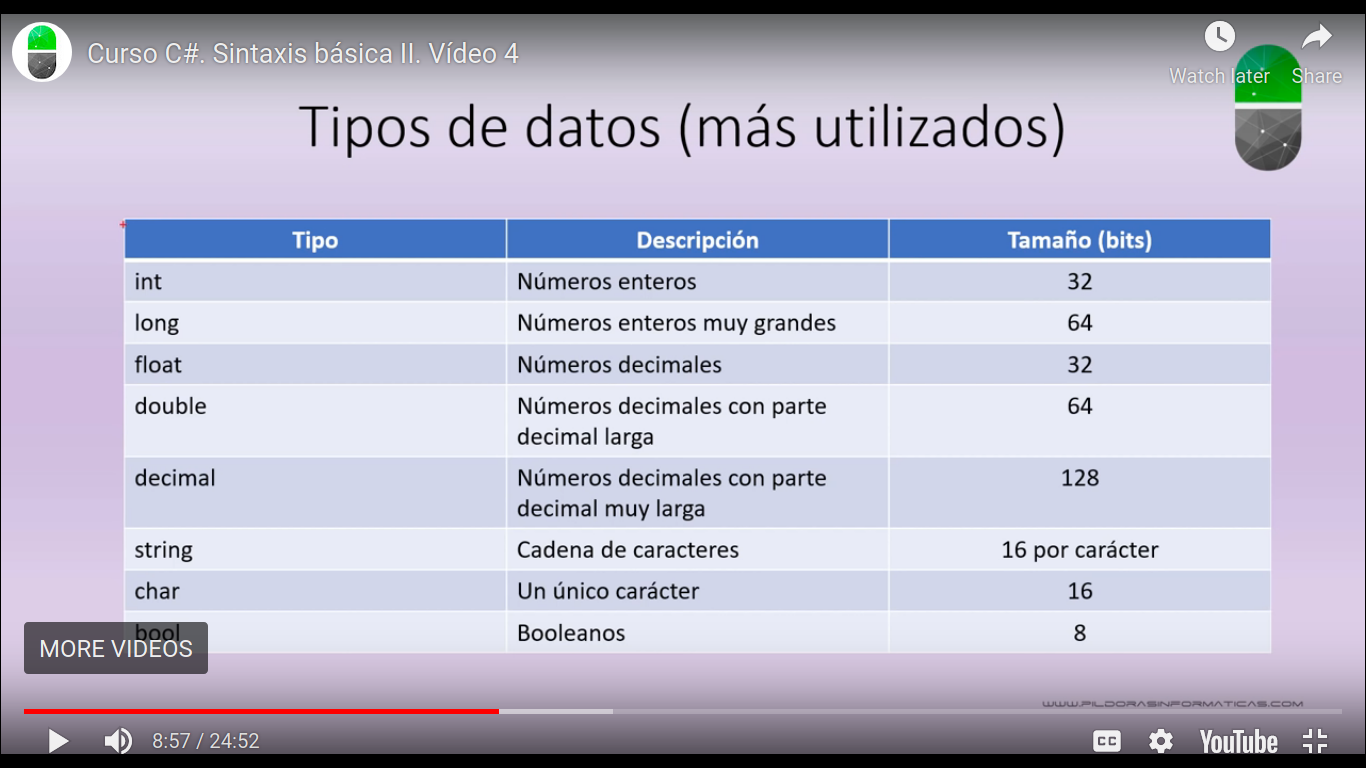 Curso C#. Sintaxis básica II. Vídeo 4
Watch later Share
Tipos de datos (más utilizados)
Tipo Descripción Tamaño (bits)
int Números enteros 32
long Números enteros muy grandes 64
float Números decimales 32
double Números decimales con parte 64
decimal larga
decimal Números decimales con parte 128
decimal muy larga
string Cadena de caracteres 16 por carácter
char Un único carácter 16
bool Booleanos 8
MORE VIDEOS
WWW.PILDORASINFORMATICAS.COM
8:57 / 24:52 CC YouTube